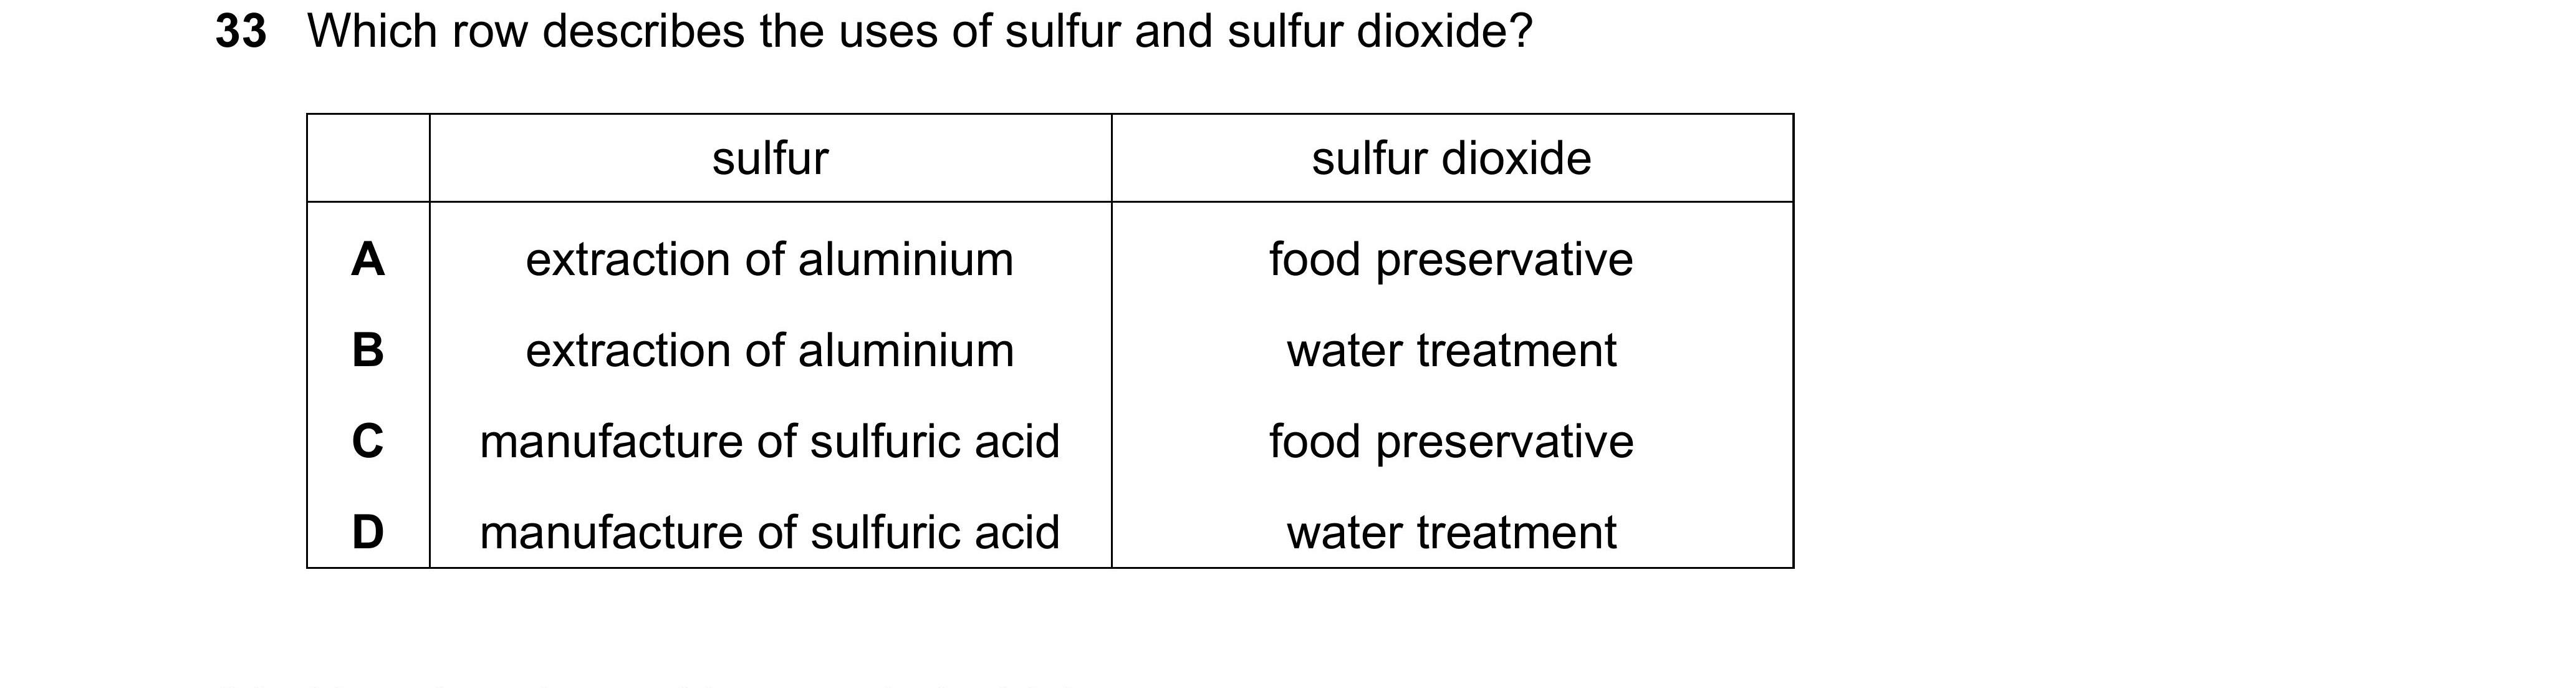 33 Which row describes the uses of sulfur and sulfur dioxide?
sulfur sulfur dioxide
A extraction of aluminium food preservative
B extraction of aluminium water treatment
C manufacture of sulfuric acid food preservative
D manufacture of sulfuric acid water treatment